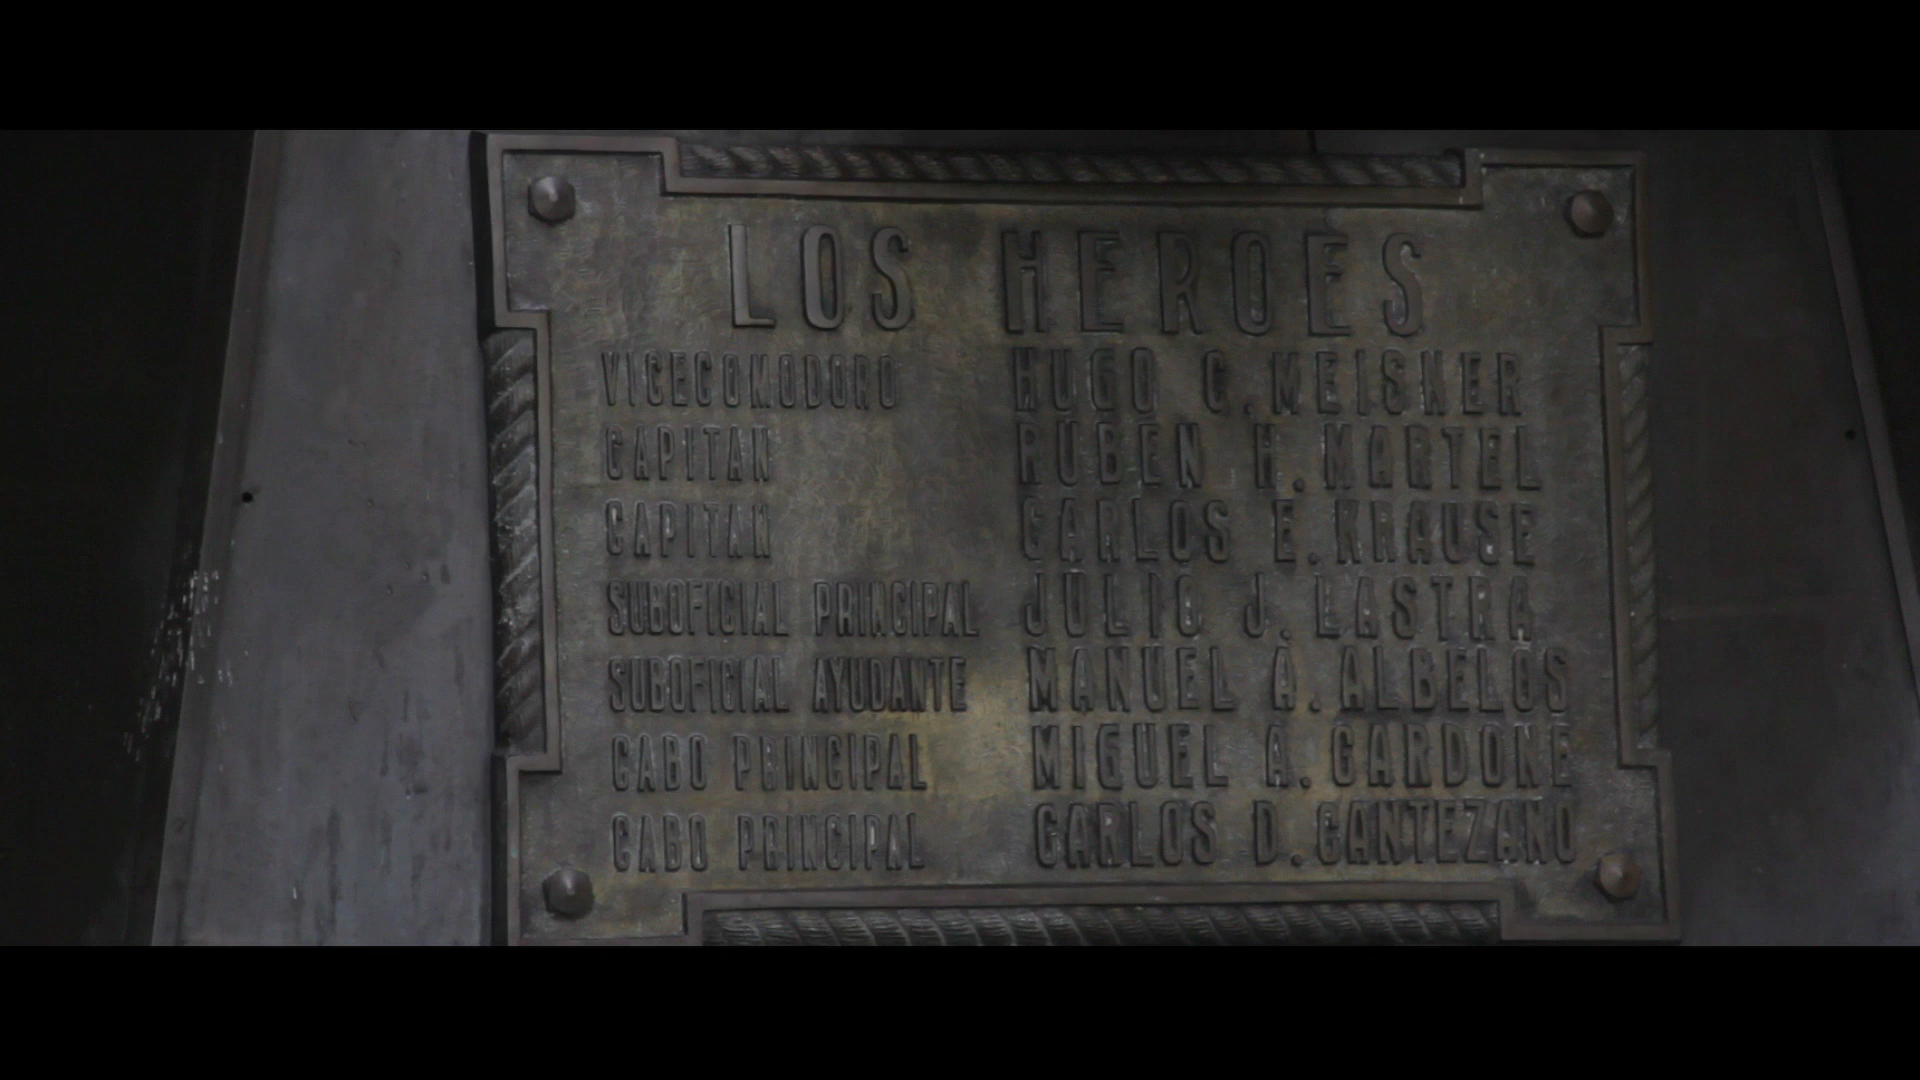 LOS HEROES
VICECOMODORO HUGO C. MEISNER
CAPITAN RUBEN H. MARTEL
CAPITAN CARLOS E. KRAUSE
SUBOFICIAL PRINCIPAL JULIO J. LASTRA
SUBOFICIAL AYUDANTE MANUEL A. ALBELOS
CABO PRINCIPAL MIGUEL A. CARDONE
CABO PRINCIPAL CARLOS D. CANTEZANO